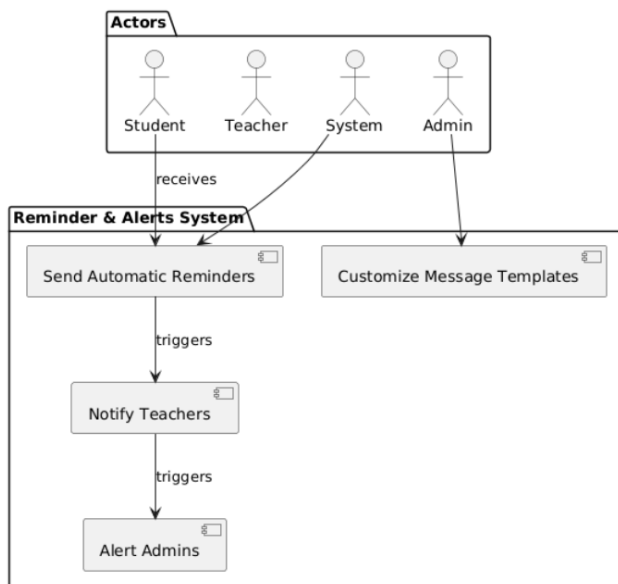 Actors
Student
Teacher
System
Admin
receives
Reminder & Alerts System
Send Automatic Reminders
Customize Message Templates
triggers
Notify Teachers
triggers
Alert Admins